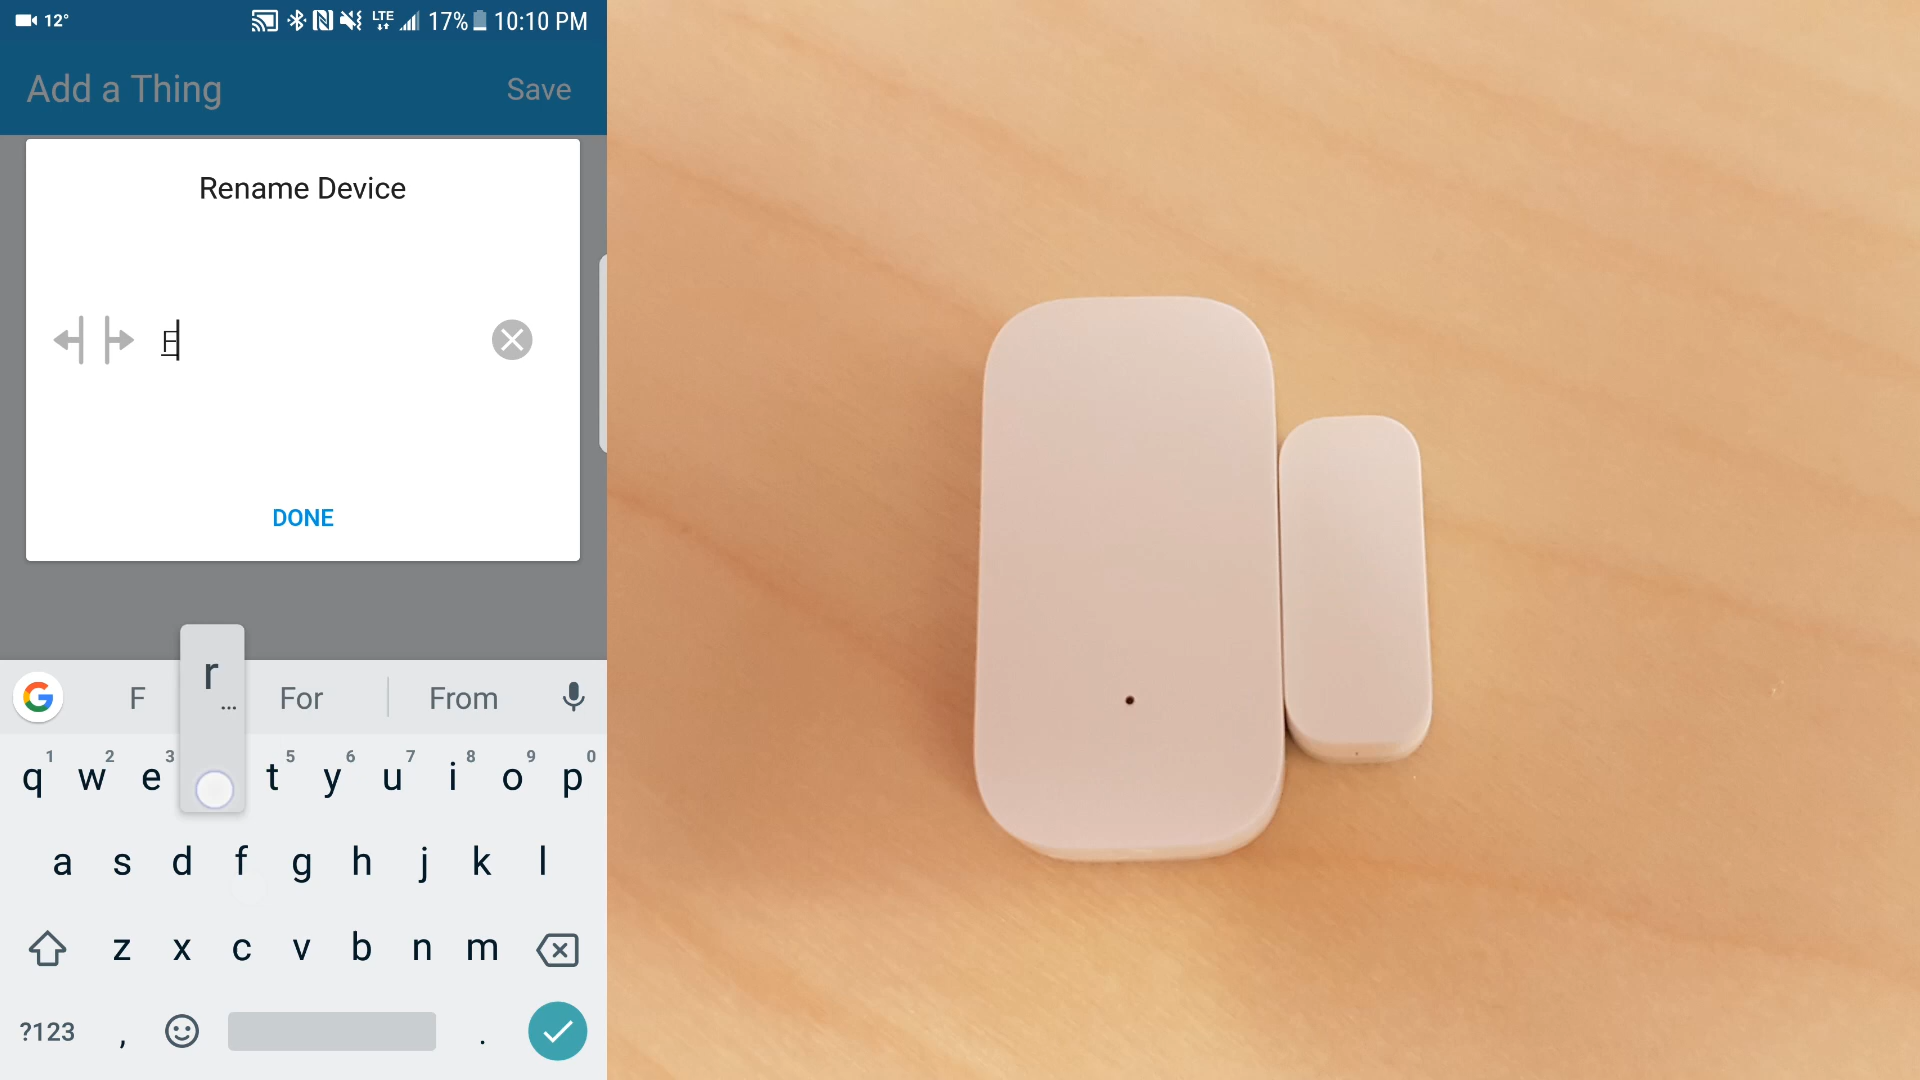 12° LTE 17% 10:10 PM
Add a Thing Save
Rename Device
F
DONE
r
...
F For From
1 2 3 5 6 7 8 9 0
q w e t y u i o p
a s d f g h j k l
z x c v b n m
?123 , .